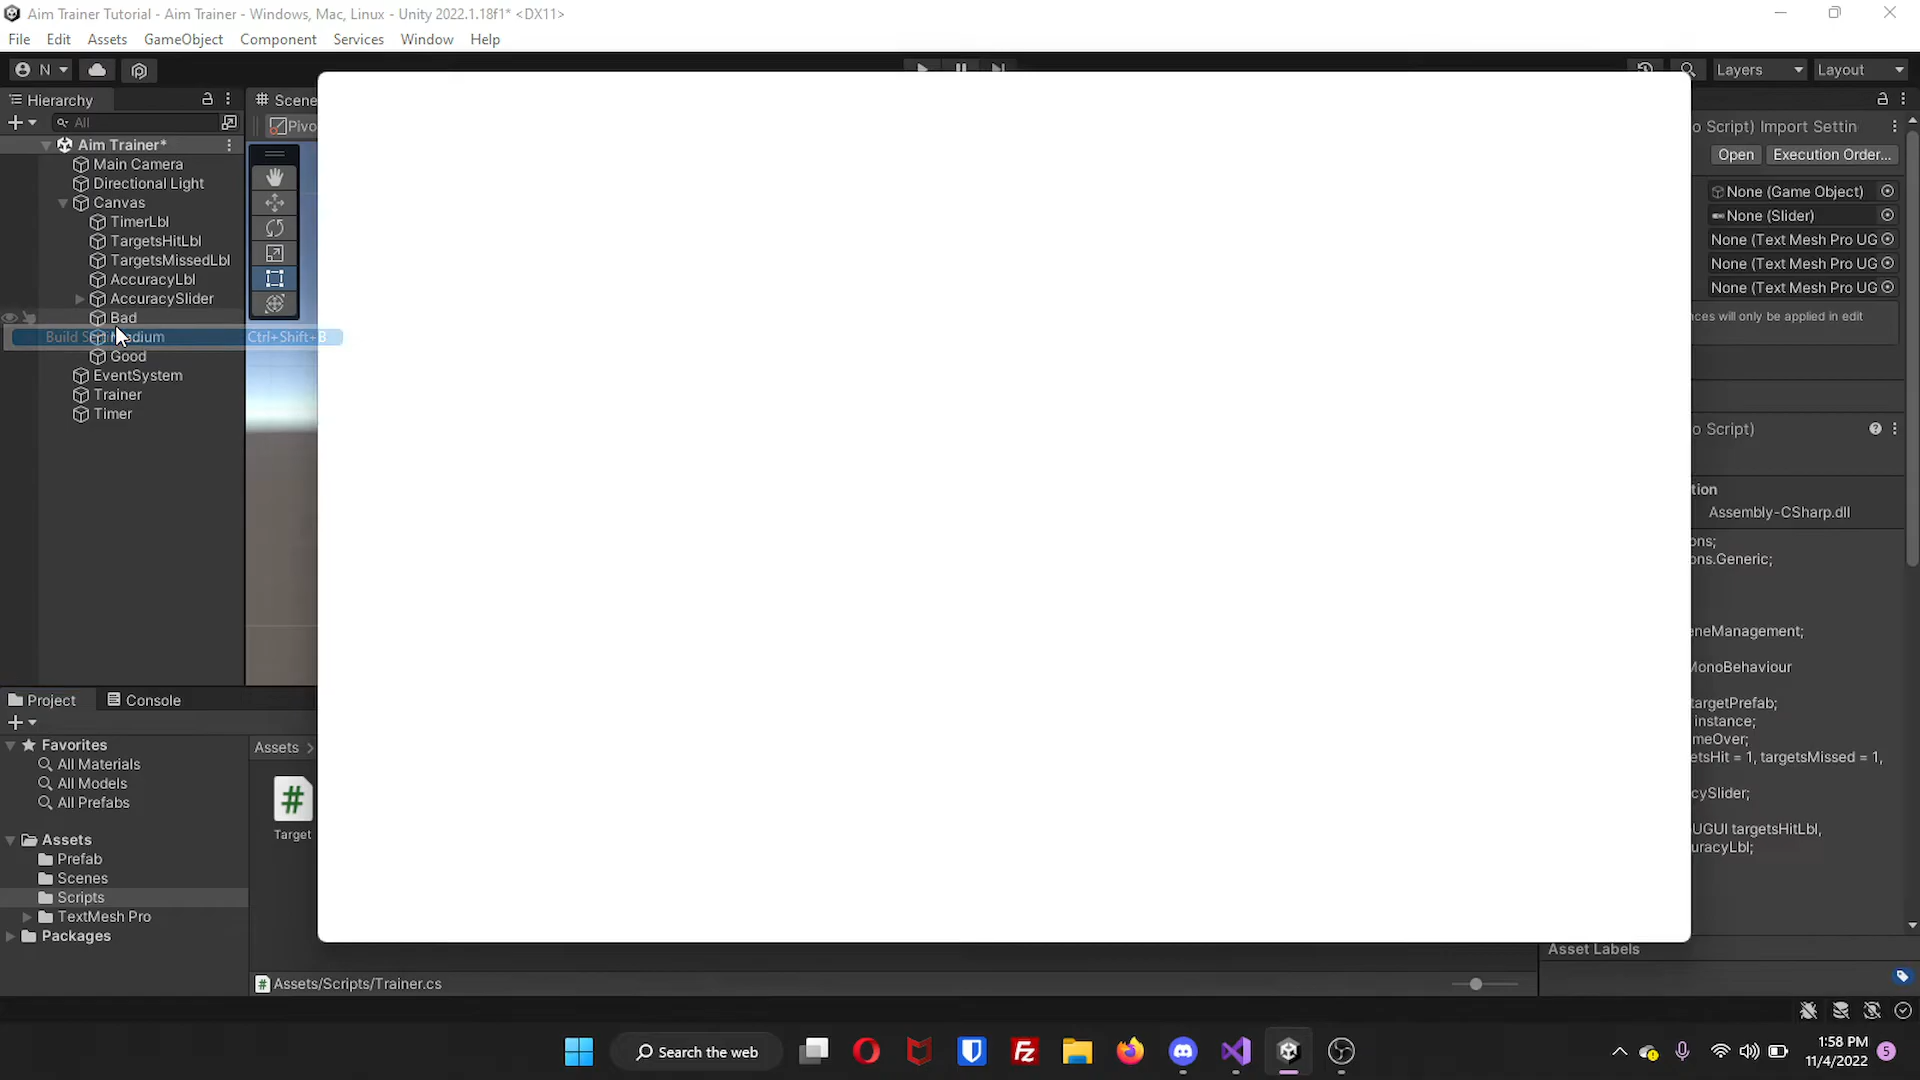 Aim Trainer Tutorial - Aim Trainer - Windows, Mac, Linux - Unity 2022.1.18f1* <DX11>
File Edit Assets GameObject Component Services Window Help
N
Layers
Layout
Hierarchy
Scene
All
Pivo
Aim Trainer*
Main Camera
Directional Light
Canvas
TimerLbl
TargetsHitLbl
TargetsMissedLbl
AccuracyLbl
AccuracySlider
Bad
Build S
Medium
Ctrl+Shift+B
Good
EventSystem
Trainer
Timer
o Script) Import Settin
Open
Execution Order...
None (Game Object)
None (Slider)
None (Text Mesh Pro UG
None (Text Mesh Pro UG
None (Text Mesh Pro UG
nces will only be applied in edit
o Script)
tion
Assembly-CSharp.dll
ons;
ons.Generic;
eneManagement;
MonoBehaviour
targetPrefab;
instance;
meOver;
etsHit = 1, targetsMissed = 1,
cySlider;
UGUI targetsHitLbl,
uracyLbl;
Asset Labels
Project
Console
Favorites
All Materials
All Models
All Prefabs
Assets
Prefab
Scenes
Scripts
TextMesh Pro
Packages
Assets >
#
Target
# Assets/Scripts/Trainer.cs
Search the web
Fz
1:58 PM
11/4/2022
5